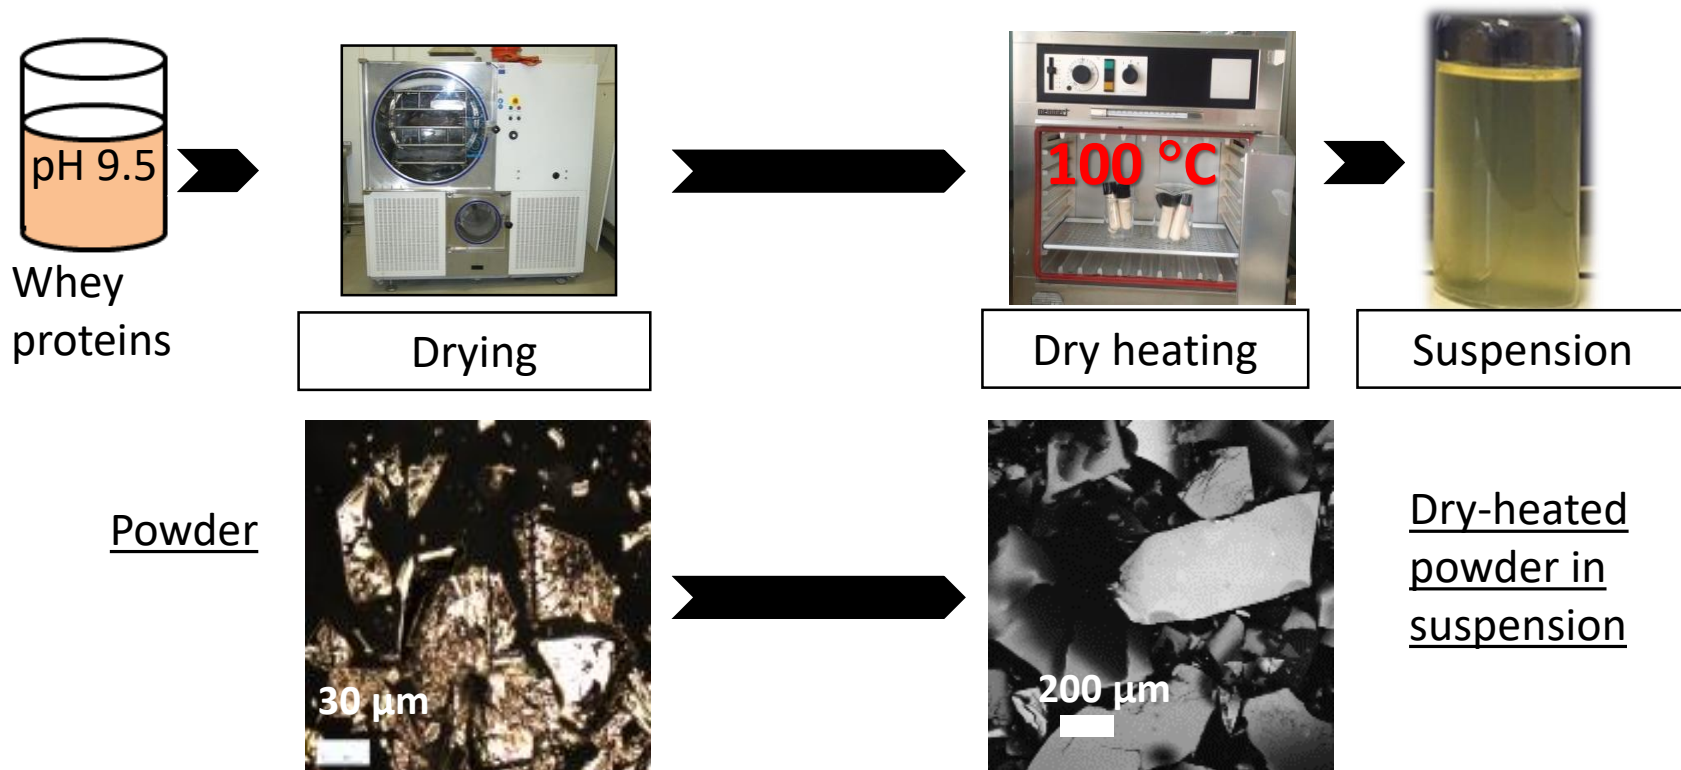 pH 9.5
Whey
proteins
100 °C
Drying
Dry heating
Suspension
Powder
30 µm
200 µm
Dry-heated
powder in
suspension